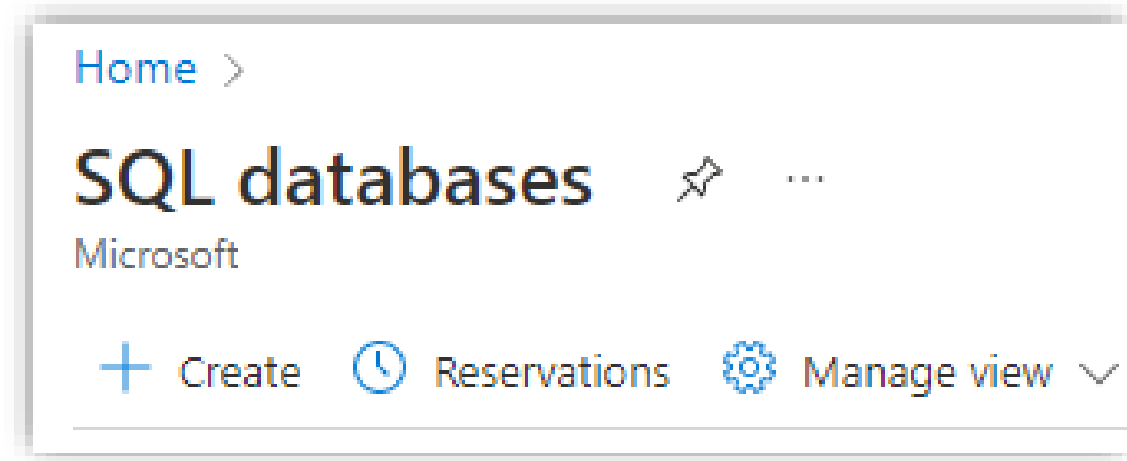 Home >
SQL databases ...
Microsoft
+ Create Reservations Manage view